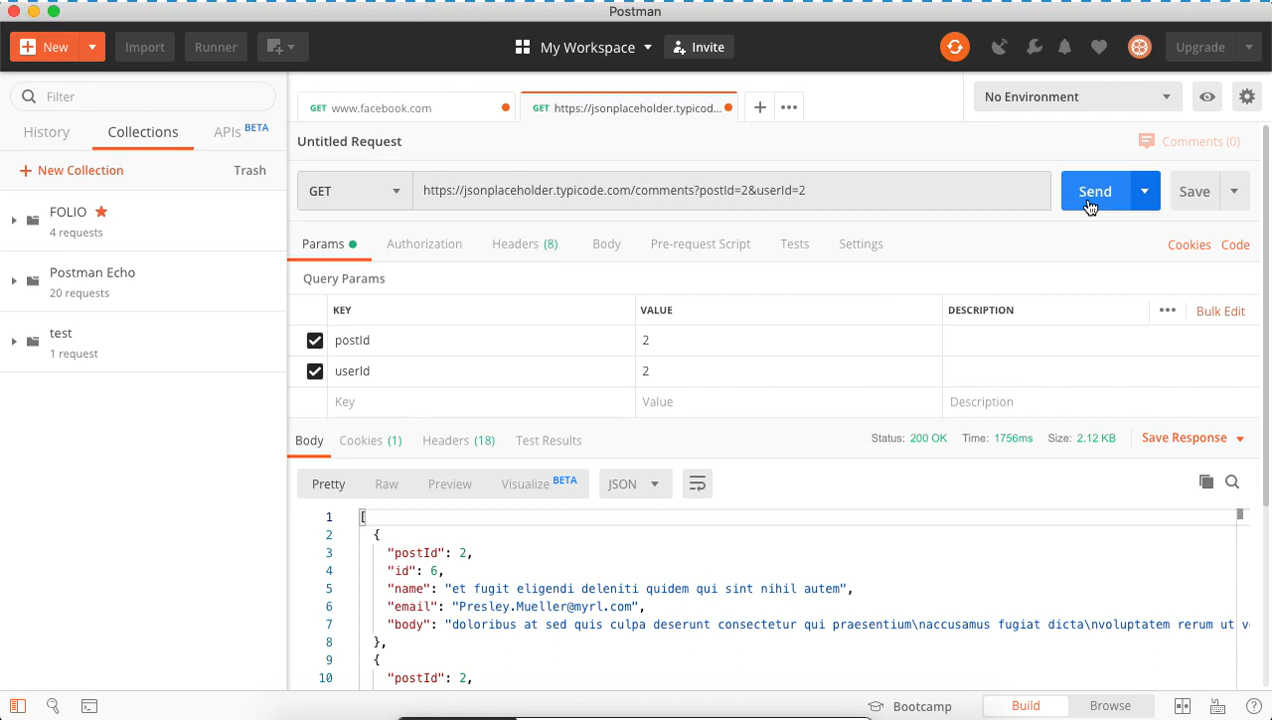 Postman
New Import Runner My Workspace Invite Upgrade
Filter
History Collections APIs BETA
New Collection Trash
FOLIO
4 requests
Postman Echo
20 requests
test
1 request
GET www.facebook.com GET https://jsonplaceholder.typicod... No Environment
Untitled Request Comments (0)
GET https://jsonplaceholder.typicode.com/comments?postId=2&userId=2 Send Save
Params Authorization Headers (8) Body Pre-request Script Tests Settings Cookies Code
Query Params
KEY VALUE DESCRIPTION Bulk Edit
postId 2
userId 2
Key Value Description
Body Cookies (1) Headers (18) Test Results Status: 200 OK Time: 1756ms Size: 2.12 KB Save Response
Pretty Raw Preview Visualize BETA JSON
1 [
2 {
3 "postId": 2,
4 "id": 6,
5 "name": "et fugit eligendi deleniti quidem qui sint nihil autem",
6 "email": "Presley.Mueller@myrl.com",
7 "body": "doloribus at sed quis culpa deserunt consectetur qui praesentium\naccusamus fugiat dicta\nvoluptatem rerum ut
8 },
9 {
10 "postId": 2,
Bootcamp Build Browse